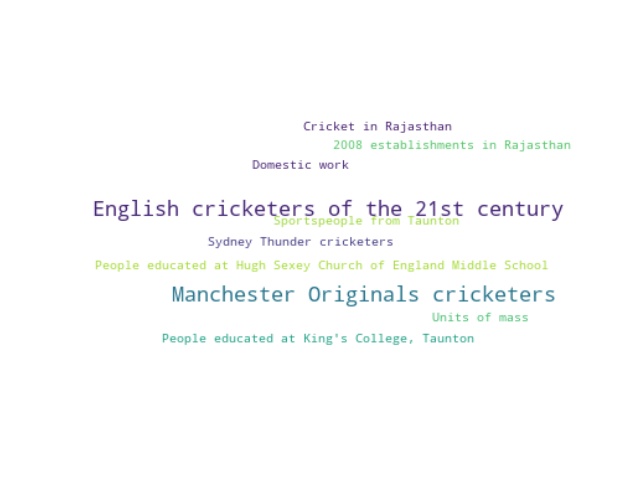 Cricket in Rajasthan
2008 establishments in Rajasthan
Domestic work
English cricketers of the 21st century
Sportspeople from Taunton
Sydney Thunder cricketers
People educated at Hugh Sexey Church of England Middle School
Manchester Originals cricketers
Units of mass
People educated at King's College, Taunton